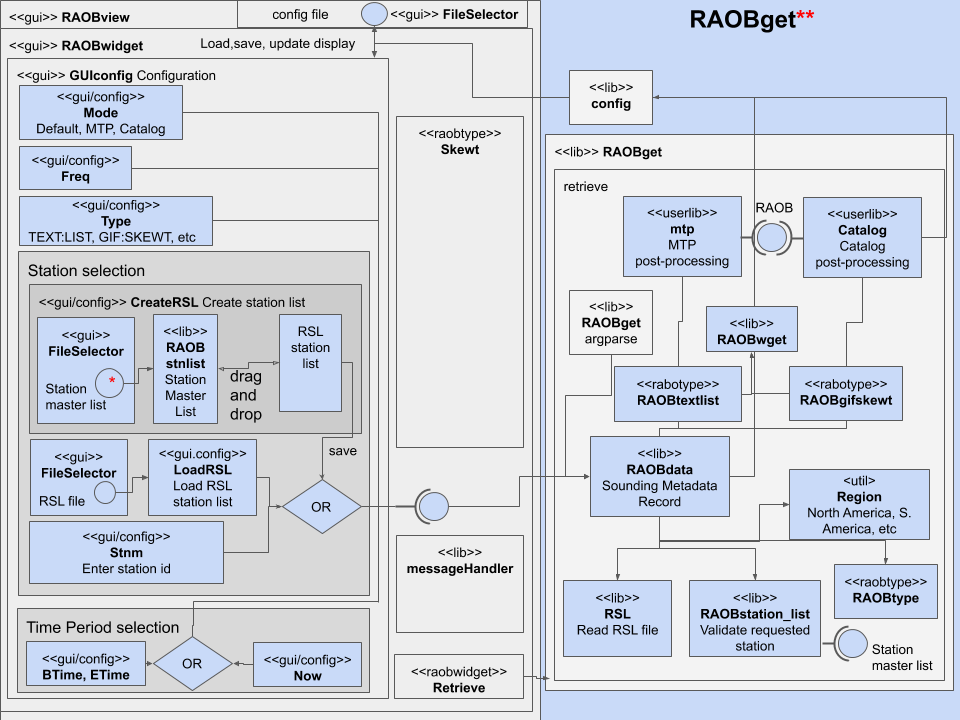 <<gui>> RAOBview
config file
<<gui>> FileSelector
RAOBget**
<<gui>> RAOBwidget
Load,save, update display
<<gui>> GUIconfig Configuration
<<gui/config>>
Mode
Default, MTP, Catalog
<<gui/config>>
Freq
<<gui/config>>
Type
TEXT:LIST, GIF:SKEWT, etc
Station selection
<<gui/config>> CreateRSL Create station list
<<gui>>
FileSelector
Station
master list
*
<<lib>>
RAOB
stnlist
Station
Master
List
drag
and
drop
RSL
station
list
save
<<gui>>
FileSelector
RSL file
<<gui.config>>
LoadRSL
Load RSL
station list
OR
<<gui/config>>
Stnm
Enter station id
Time Period selection
<<gui/config>>
BTime, ETime
OR
<<gui/config>>
Now
<<raobtype>>
Skewt
<<lib>>
messageHandler
<<raobwidget>>
Retrieve
<<lib>>
config
<<lib>> RAOBget
retrieve
<<userlib>>
mtp
MTP
post-processing
RAOB
<<userlib>>
Catalog
Catalog
post-processing
<<lib>>
RAOBget
argparse
<<lib>>
RAOBwget
<<rabotype>>
RAOBtextlist
<<rabotype>>
RAOBgifskewt
<<lib>>
RAOBdata
Sounding Metadata
Record
<util>
Region
North America, S.
America, etc
<<lib>>
RSL
Read RSL file
<<lib>>
RAOBstation_list
Validate requested
station
<<raobtype>>
RAOBtype
Station
master list